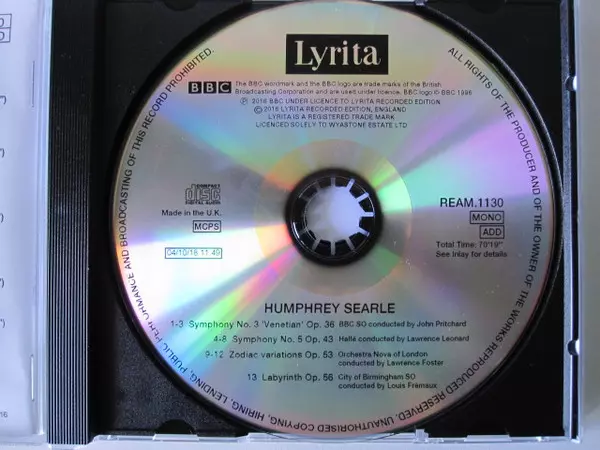 Lyrita
BBC
The BBC wordmark and the BBC logo are trade marks of the British
Broadcasting Corporation and are used under licence. BBC logo © BBC 1996
℗ 2016 BBC UNDER LICENCE TO LYRITA RECORDED EDITION
© 2016 LYRITA RECORDED EDITION, ENGLAND
LYRITA IS A REGISTERED TRADE MARK
LICENCED SOLELY TO WYASTONE ESTATE LTD
COMPACT
disc
DIGITAL AUDIO
Made in the U.K.
MCPS
04/10/18 11:49
REAM.1130
MONO
ADD
Total Time: 70'19"
See Inlay for details
HUMPHREY SEARLE
1-3 Symphony No. 3 'Venetian' Op. 36 BBC SO conducted by John Pritchard
4-8 Symphony No. 5 Op. 43 Hallé conducted by Lawrence Leonard
9-12 Zodiac variations Op. 53 Orchestra Nova of London
conducted by Lawrence Foster
13 Labyrinth Op. 56 City of Birmingham SO
conducted by Louis Frémaux
ALL RIGHTS OF THE PRODUCER AND OF THE OWNER OF THE WORKS REPRODUCED RESERVED. UNAUTHORISED COPYING, HIRING, LENDING, PUBLIC PERFORMANCE AND BROADCASTING OF THIS RECORD PROHIBITED.